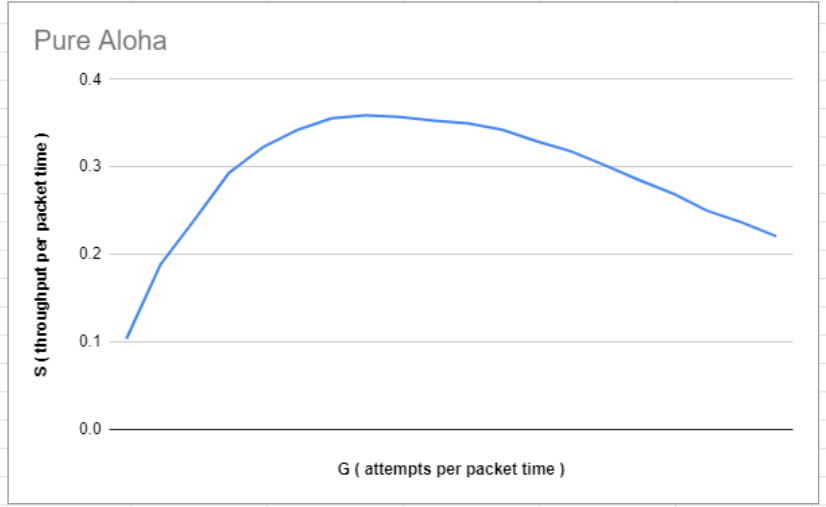 Pure Aloha
0.4
0.3
0.2
0.1
0.0
S ( throughput per packet time )
G ( attempts per packet time )